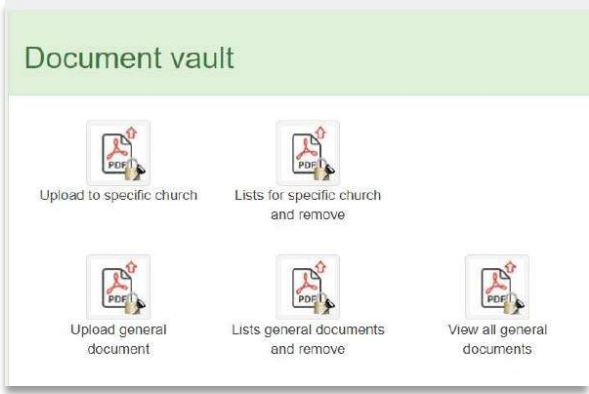 Document vault
PDF
PDF
Upload to specific church
Lists for specific church
and remove
PDF
PDF
PDF
Upload general
document
Lists general documents
and remove
View all general
documents